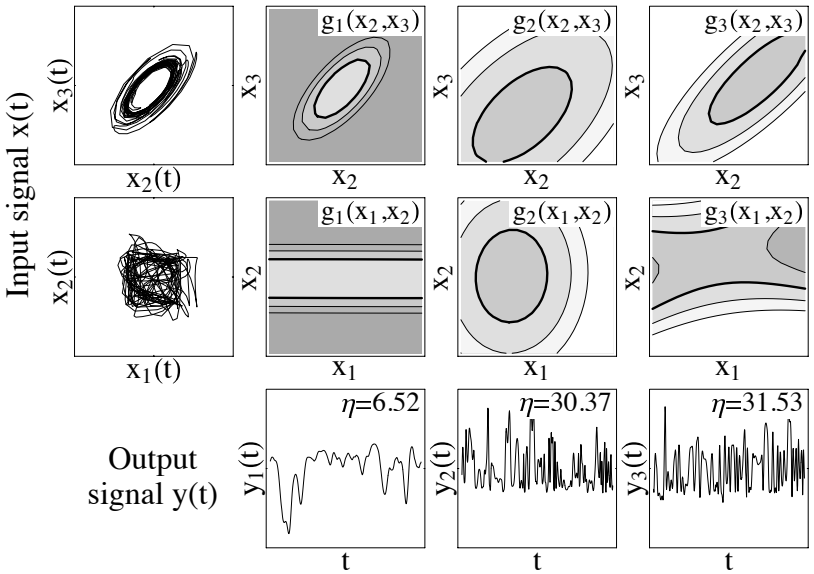 Input signal x(t)
x3(t)
x2(t)
g1(x2,x3)
x3
x2
g2(x2,x3)
x3
x2
g3(x2,x3)
x3
x2
x2(t)
x1(t)
g1(x1,x2)
x2
x1
g2(x1,x2)
x2
x1
g3(x1,x2)
x2
x1
Output
signal y(t)
η=6.52
y1(t)
t
η=30.37
y2(t)
t
η=31.53
y3(t)
t